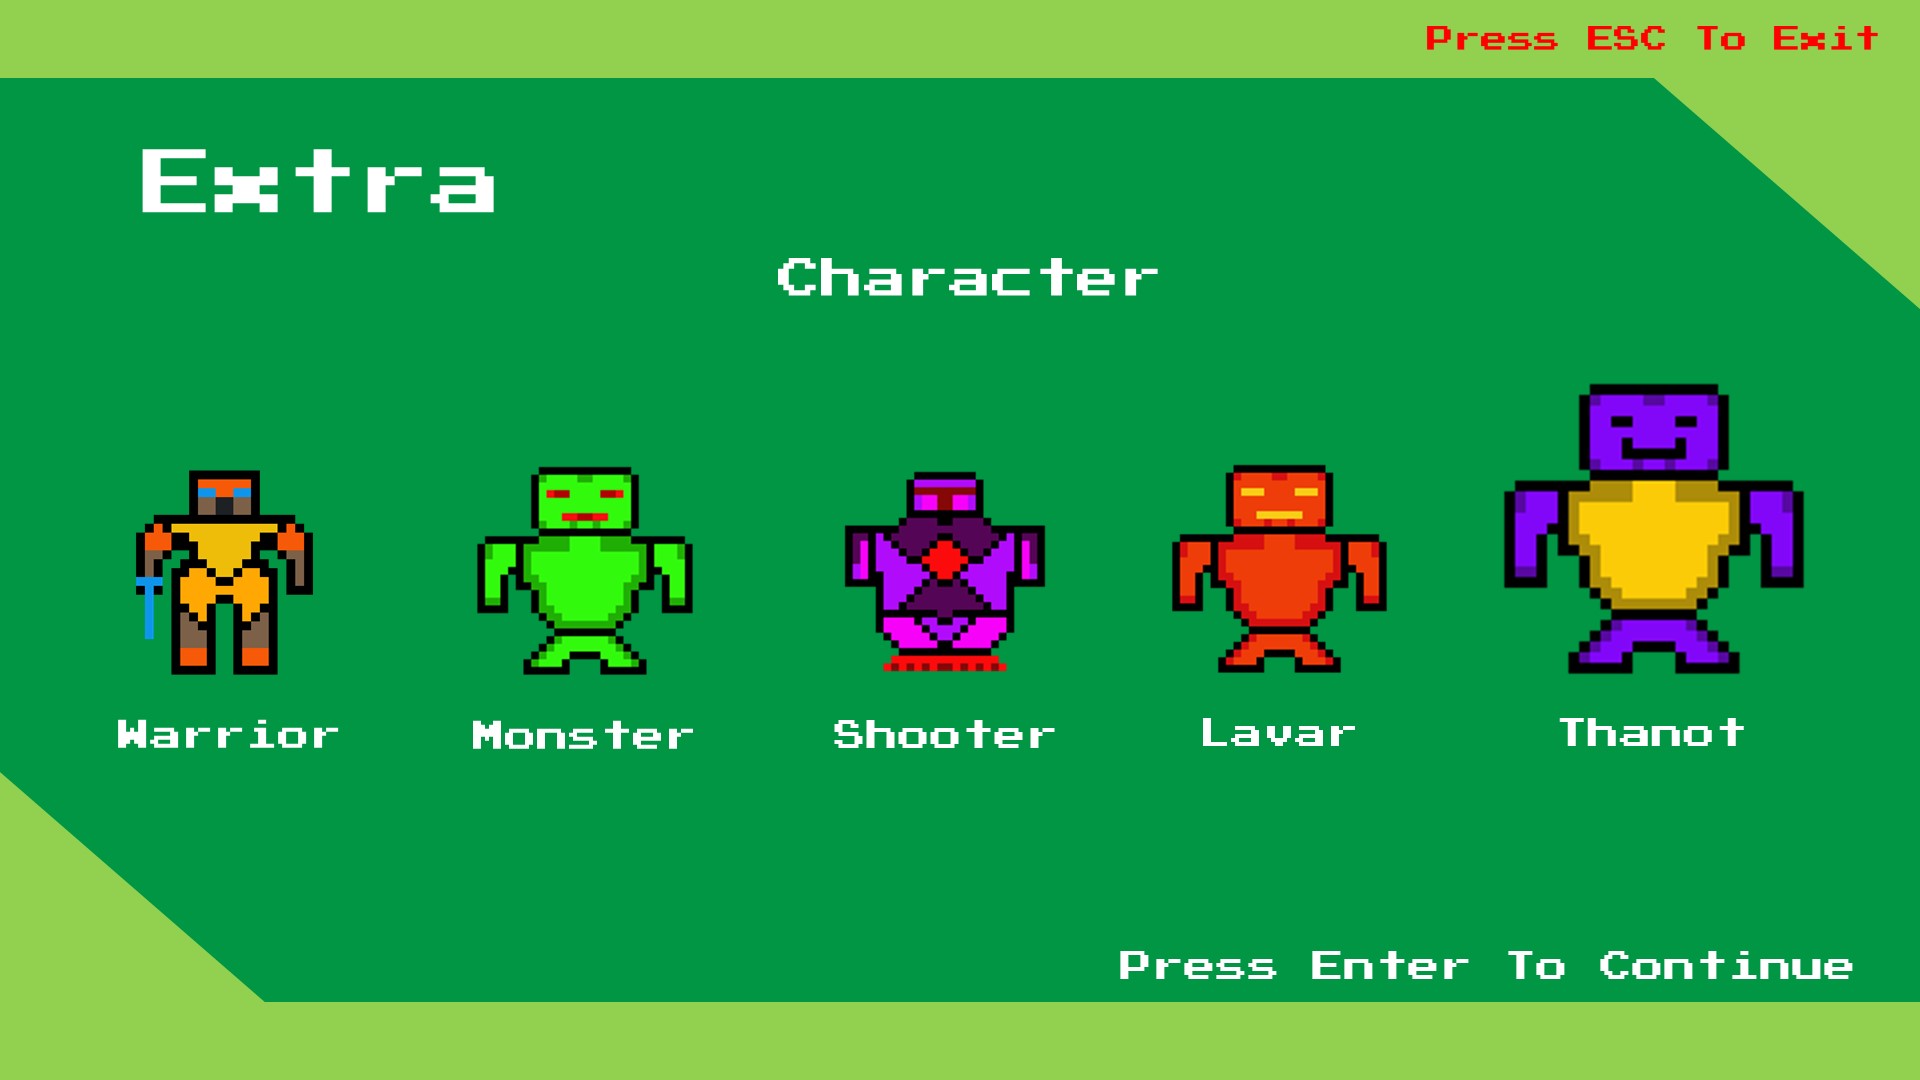 Press ESC To Exit
Extra
Character
Warrior
Monster
Shooter
Lavar
Thanot
Press Enter To Continue